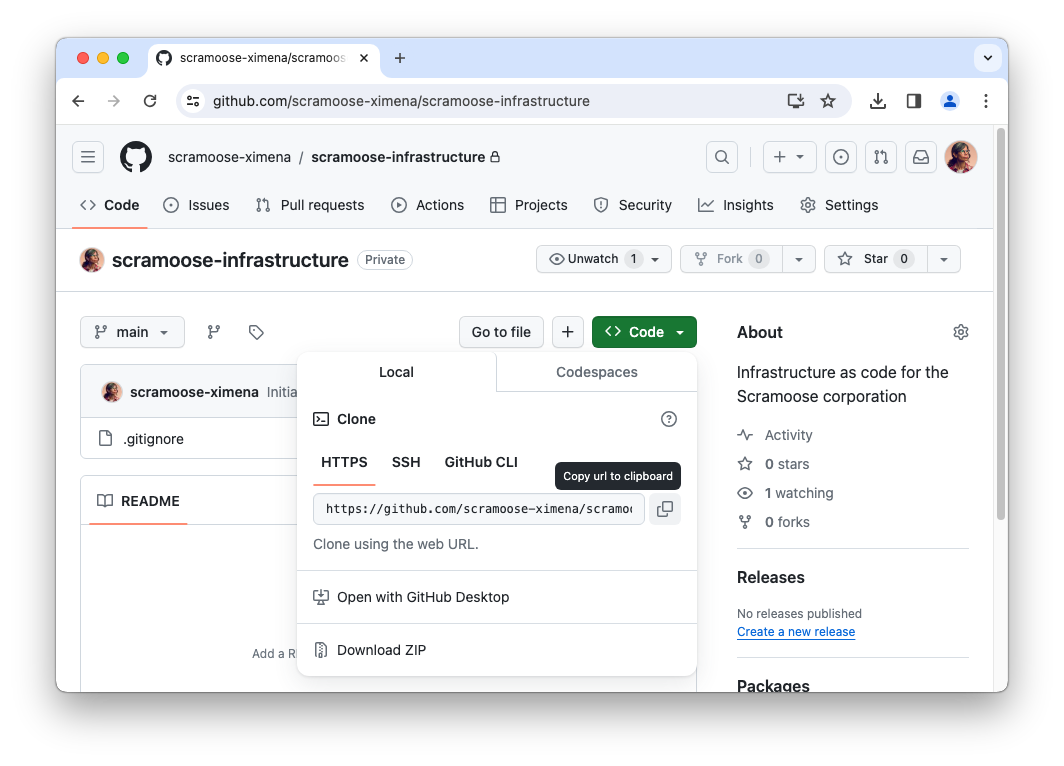 scramoose-ximena/scramoos
github.com/scramoose-ximena/scramoose-infrastructure
scramoose-ximena / scramoose-infrastructure
Code Issues Pull requests Actions Projects Security Insights Settings
scramoose-infrastructure Private Unwatch 1 Fork 0 Star 0
main Go to file Code
About
Local Codespaces
Infrastructure as code for the
Scramoose corporation
scramoose-ximena Initia
Clone
Activity
.gitignore
HTTPS SSH GitHub CLI
0 stars
Copy url to clipboard
1 watching
README
https://github.com/scramoose-ximena/scramo
0 forks
Clone using the web URL.
Releases
Open with GitHub Desktop
No releases published
Create a new release
Add a R
Download ZIP
Packages